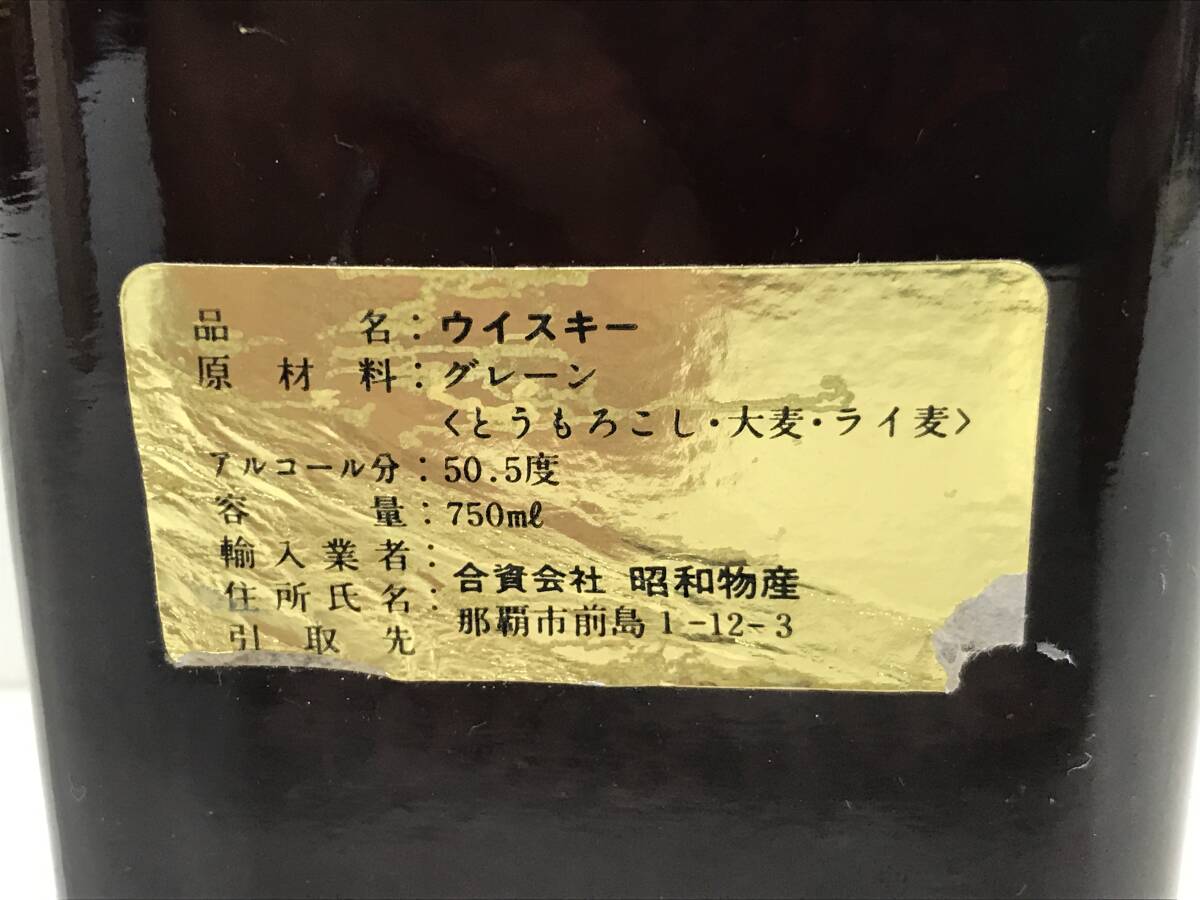 品名：ウイスキー
原材料：グレーン
〈とうもろこし・大麦・ライ麦〉
アルコール分：50.5度
容量：750mℓ
輸入業者：
住所氏名：合資会社 昭和物産
引取先 那覇市前島1-12-3